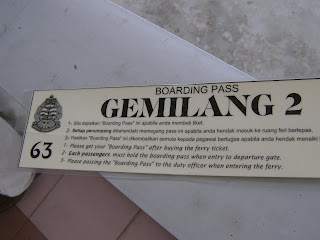 BOARDING PASS
GEMILANG 2
1- Sila dapatkan "Boarding Pass" ini apabila anda membeli tiket.
2- Setiap penumpang dikehendaki memegang pass ini apabila anda hendak masuk ke ruang feri berlepas.
3- Pastikan "Boarding Pass" ini dikembalikan semula kepada pegawai bertugas apabila anda hendak menaiki
63
1- Please get your "Boarding Pass" after buying the ferry ticket.
2- Each passengers must hold the boarding pass when entry to departure gate.
3- Please passing the "Boarding Pass" to the duty officer when entering the ferry.